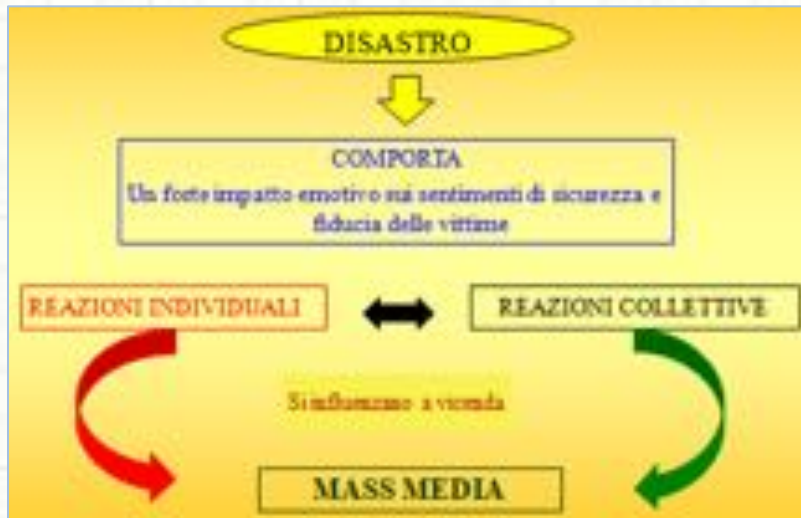 DISASTRO
COMPORTA
Un forte impatto emotivo sui sentimenti di sicurezza e
fiducia delle vittime
REAZIONI INDIVIDUALI
REAZIONI COLLETTIVE
Si influenzano a vicenda
MASS MEDIA